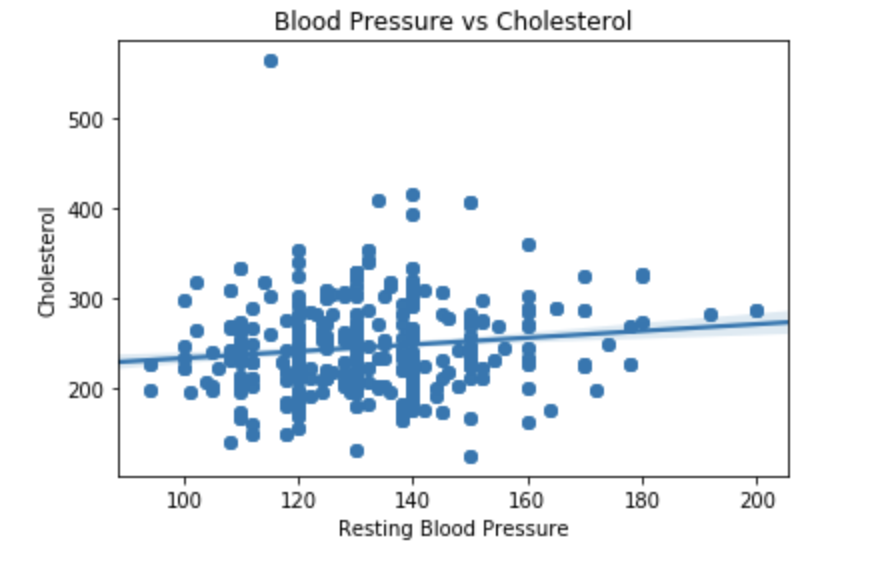 Blood Pressure vs Cholesterol
500
400
300
200
Cholesterol
100 120 140 160 180 200
Resting Blood Pressure